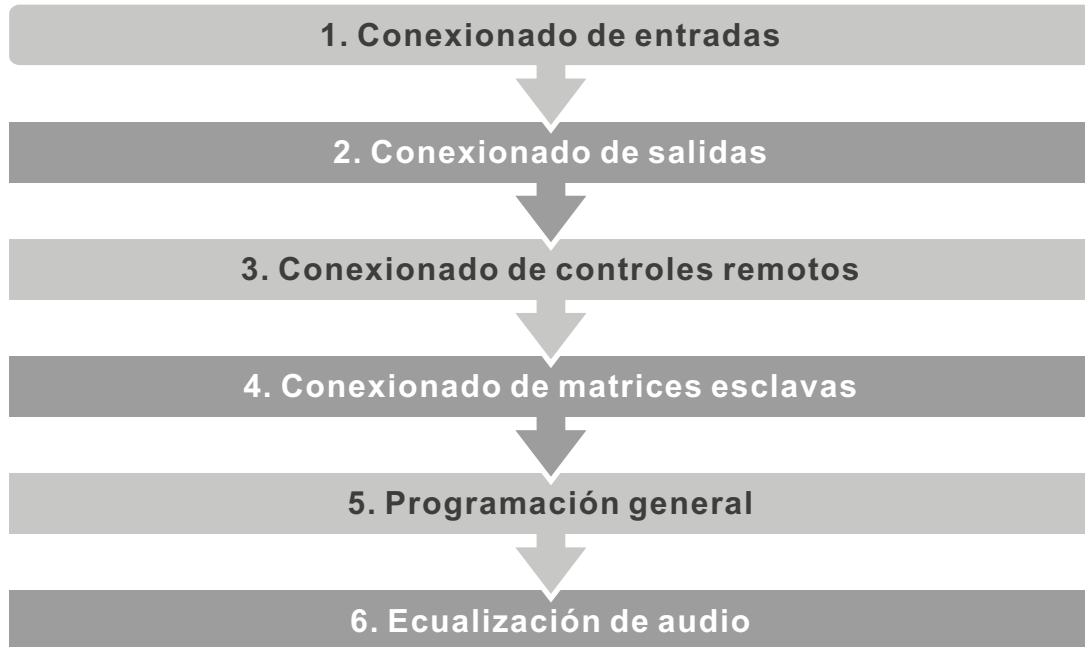 1. Conexionado de entradas
2. Conexionado de salidas
3. Conexionado de controles remotos
4. Conexionado de matrices esclavas
5. Programación general
6. Ecualización de audio